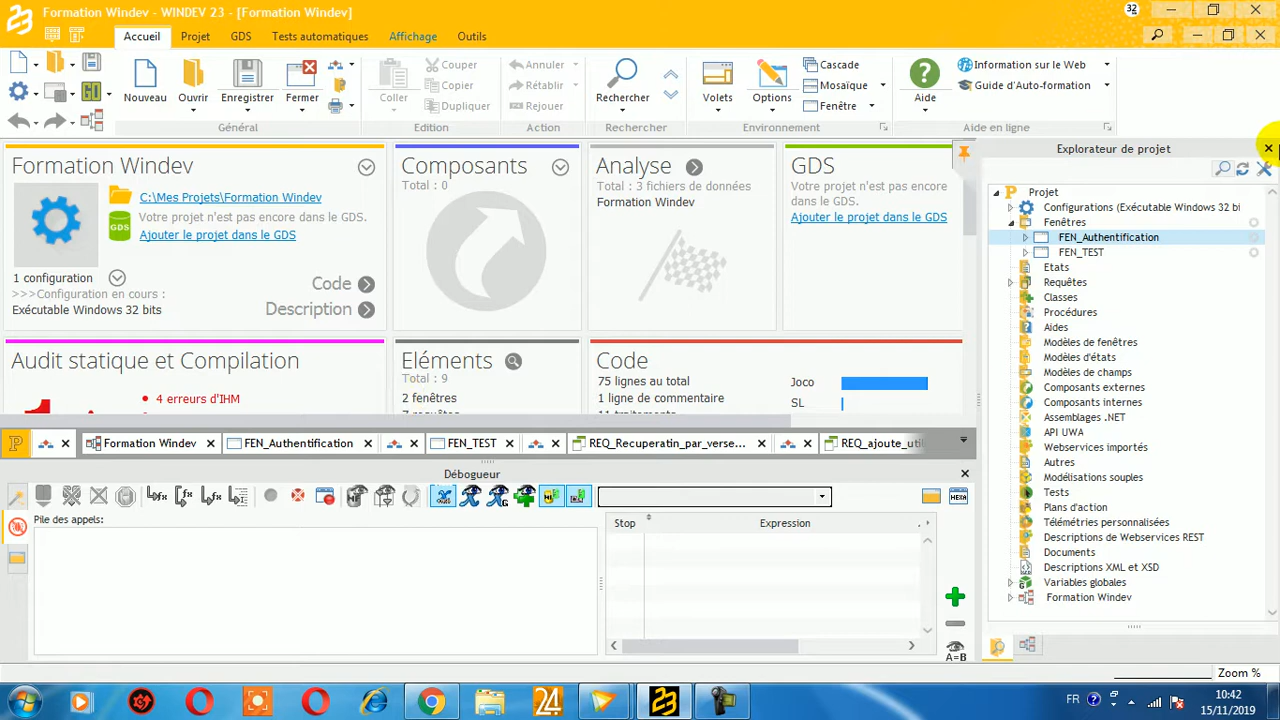 Formation Windev - WINDEV 23 - [Formation Windev]
32
Accueil Projet GDS Tests automatiques Affichage Outils
GO
Nouveau Ouvrir Enregistrer Fermer
Général
Coller Couper
Copier
Dupliquer
Edition
Annuler
Rétablir
Rejouer
Action
Rechercher
Rechercher
Volets Options Cascade
Mosaïque
Fenêtre
Environnement
Aide Information sur le Web
Guide d'Auto-formation
Aide en ligne
Formation Windev
C:\Mes Projets\Formation Windev
GDS
Votre projet n'est pas encore dans le GDS.
Ajouter le projet dans le GDS
1 configuration
>>>Configuration en cours :
Exécutable Windows 32 bits
Code
Description
Composants
Total : 0
Analyse
Total : 3 fichiers de données
Formation Windev
GDS
Votre projet n'est pas encore
dans le GDS.
Ajouter le projet dans le GDS
Audit statique et Compilation
4 erreurs d'IHM
Eléments
Total : 9
2 fenêtres
Code
75 lignes au total
1 ligne de commentaire
Joco
SL
Formation Windev FEN_Authentification FEN_TEST REQ_Recuperatin_par_verse... REQ_ajoute_uti
Débogueur
HEXA
Pile des appels:
Stop Expression
A=B
Explorateur de projet
Projet
Configurations (Exécutable Windows 32 bi
Fenêtres
FEN_Authentification
FEN_TEST
Etats
Requêtes
Classes
Procédures
Aides
Modèles de fenêtres
Modèles d'états
Modèles de champs
Composants externes
Composants internes
Assemblages .NET
API UWA
Webservices importés
Autres
Modélisations souples
Tests
Plans d'action
Télémétries personnalisées
Descriptions de Webservices REST
Documents
Descriptions XML et XSD
Variables globales
Formation Windev
Zoom %
FR
10:42
15/11/2019